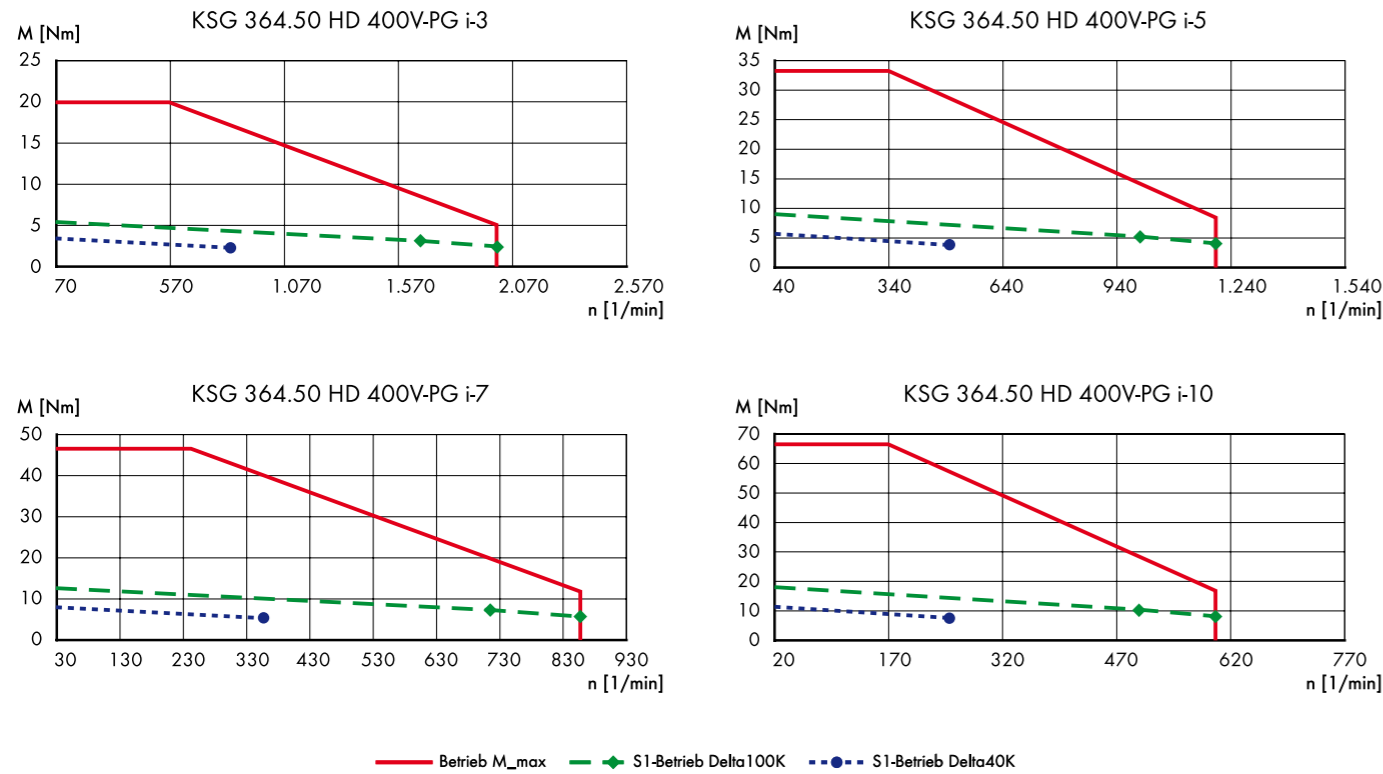 KSG 364.50 HD 400V-PG i-3
M [Nm]
25
20
15
10
5
0
70 570 1.070 1.570 2.070 2.570
n [1/min]
KSG 364.50 HD 400V-PG i-5
M [Nm]
35
30
25
20
15
10
5
0
40 340 640 940 1.240 1.540
n [1/min]
KSG 364.50 HD 400V-PG i-7
M [Nm]
50
40
30
20
10
0
30 130 230 330 430 530 630 730 830 930
n [1/min]
KSG 364.50 HD 400V-PG i-10
M [Nm]
70
60
50
40
30
20
10
0
20 170 320 470 620 770
n [1/min]
Betrieb M_max S1-Betrieb Delta100K S1-Betrieb Delta40K